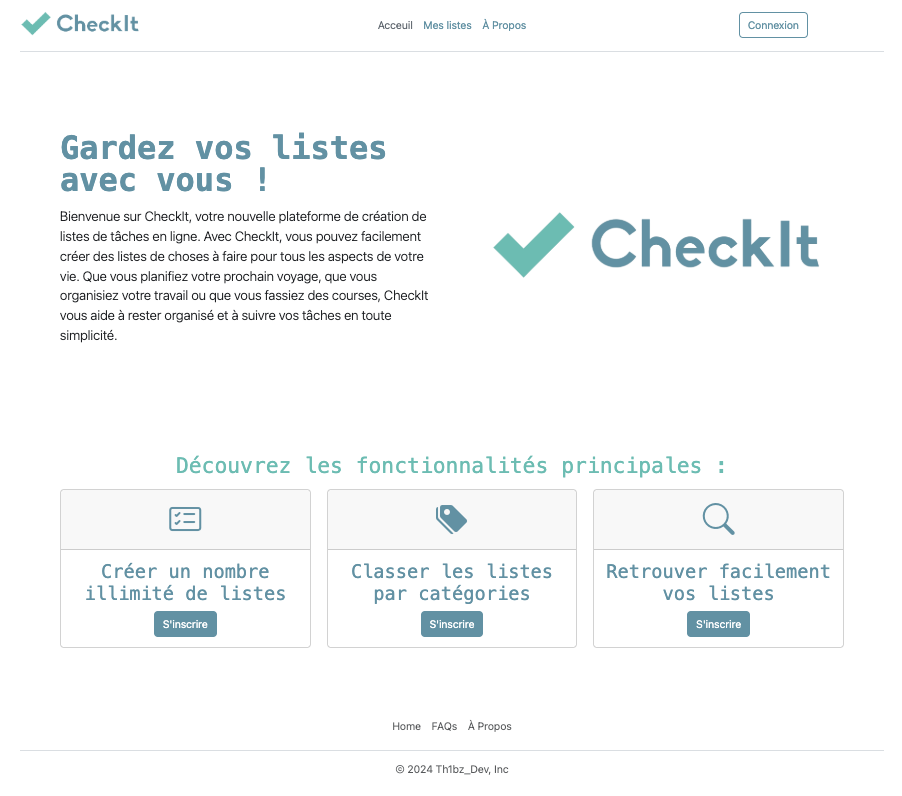 CheckIt
Acceuil Mes listes À Propos
Connexion
Gardez vos listes
avec vous !
Bienvenue sur CheckIt, votre nouvelle plateforme de création de
listes de tâches en ligne. Avec CheckIt, vous pouvez facilement
créer des listes de choses à faire pour tous les aspects de votre
vie. Que vous planifiez votre prochain voyage, que vous
organisiez votre travail ou que vous fassiez des courses, CheckIt
vous aide à rester organisé et à suivre vos tâches en toute
simplicité.
CheckIt
Découvrez les fonctionnalités principales :
Créer un nombre
illimité de listes
S'inscrire
Classer les listes
par catégories
S'inscrire
Retrouver facilement
vos listes
S'inscrire
Home FAQs À Propos
© 2024 Th1bz_Dev, Inc